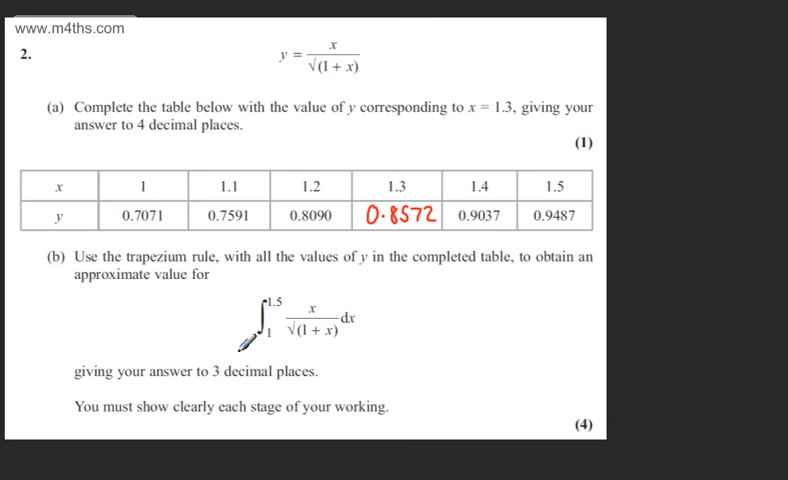 www.m4ths.com
2.
y = x / √(1 + x)
(a) Complete the table below with the value of y corresponding to x = 1.3, giving your
answer to 4 decimal places.
(1)
x 1 1.1 1.2 1.3 1.4 1.5
y 0.7071 0.7591 0.8090 0.8572 0.9037 0.9487
(b) Use the trapezium rule, with all the values of y in the completed table, to obtain an
approximate value for
∫₁^1.5 x / √(1 + x) dx
giving your answer to 3 decimal places.
You must show clearly each stage of your working.
(4)